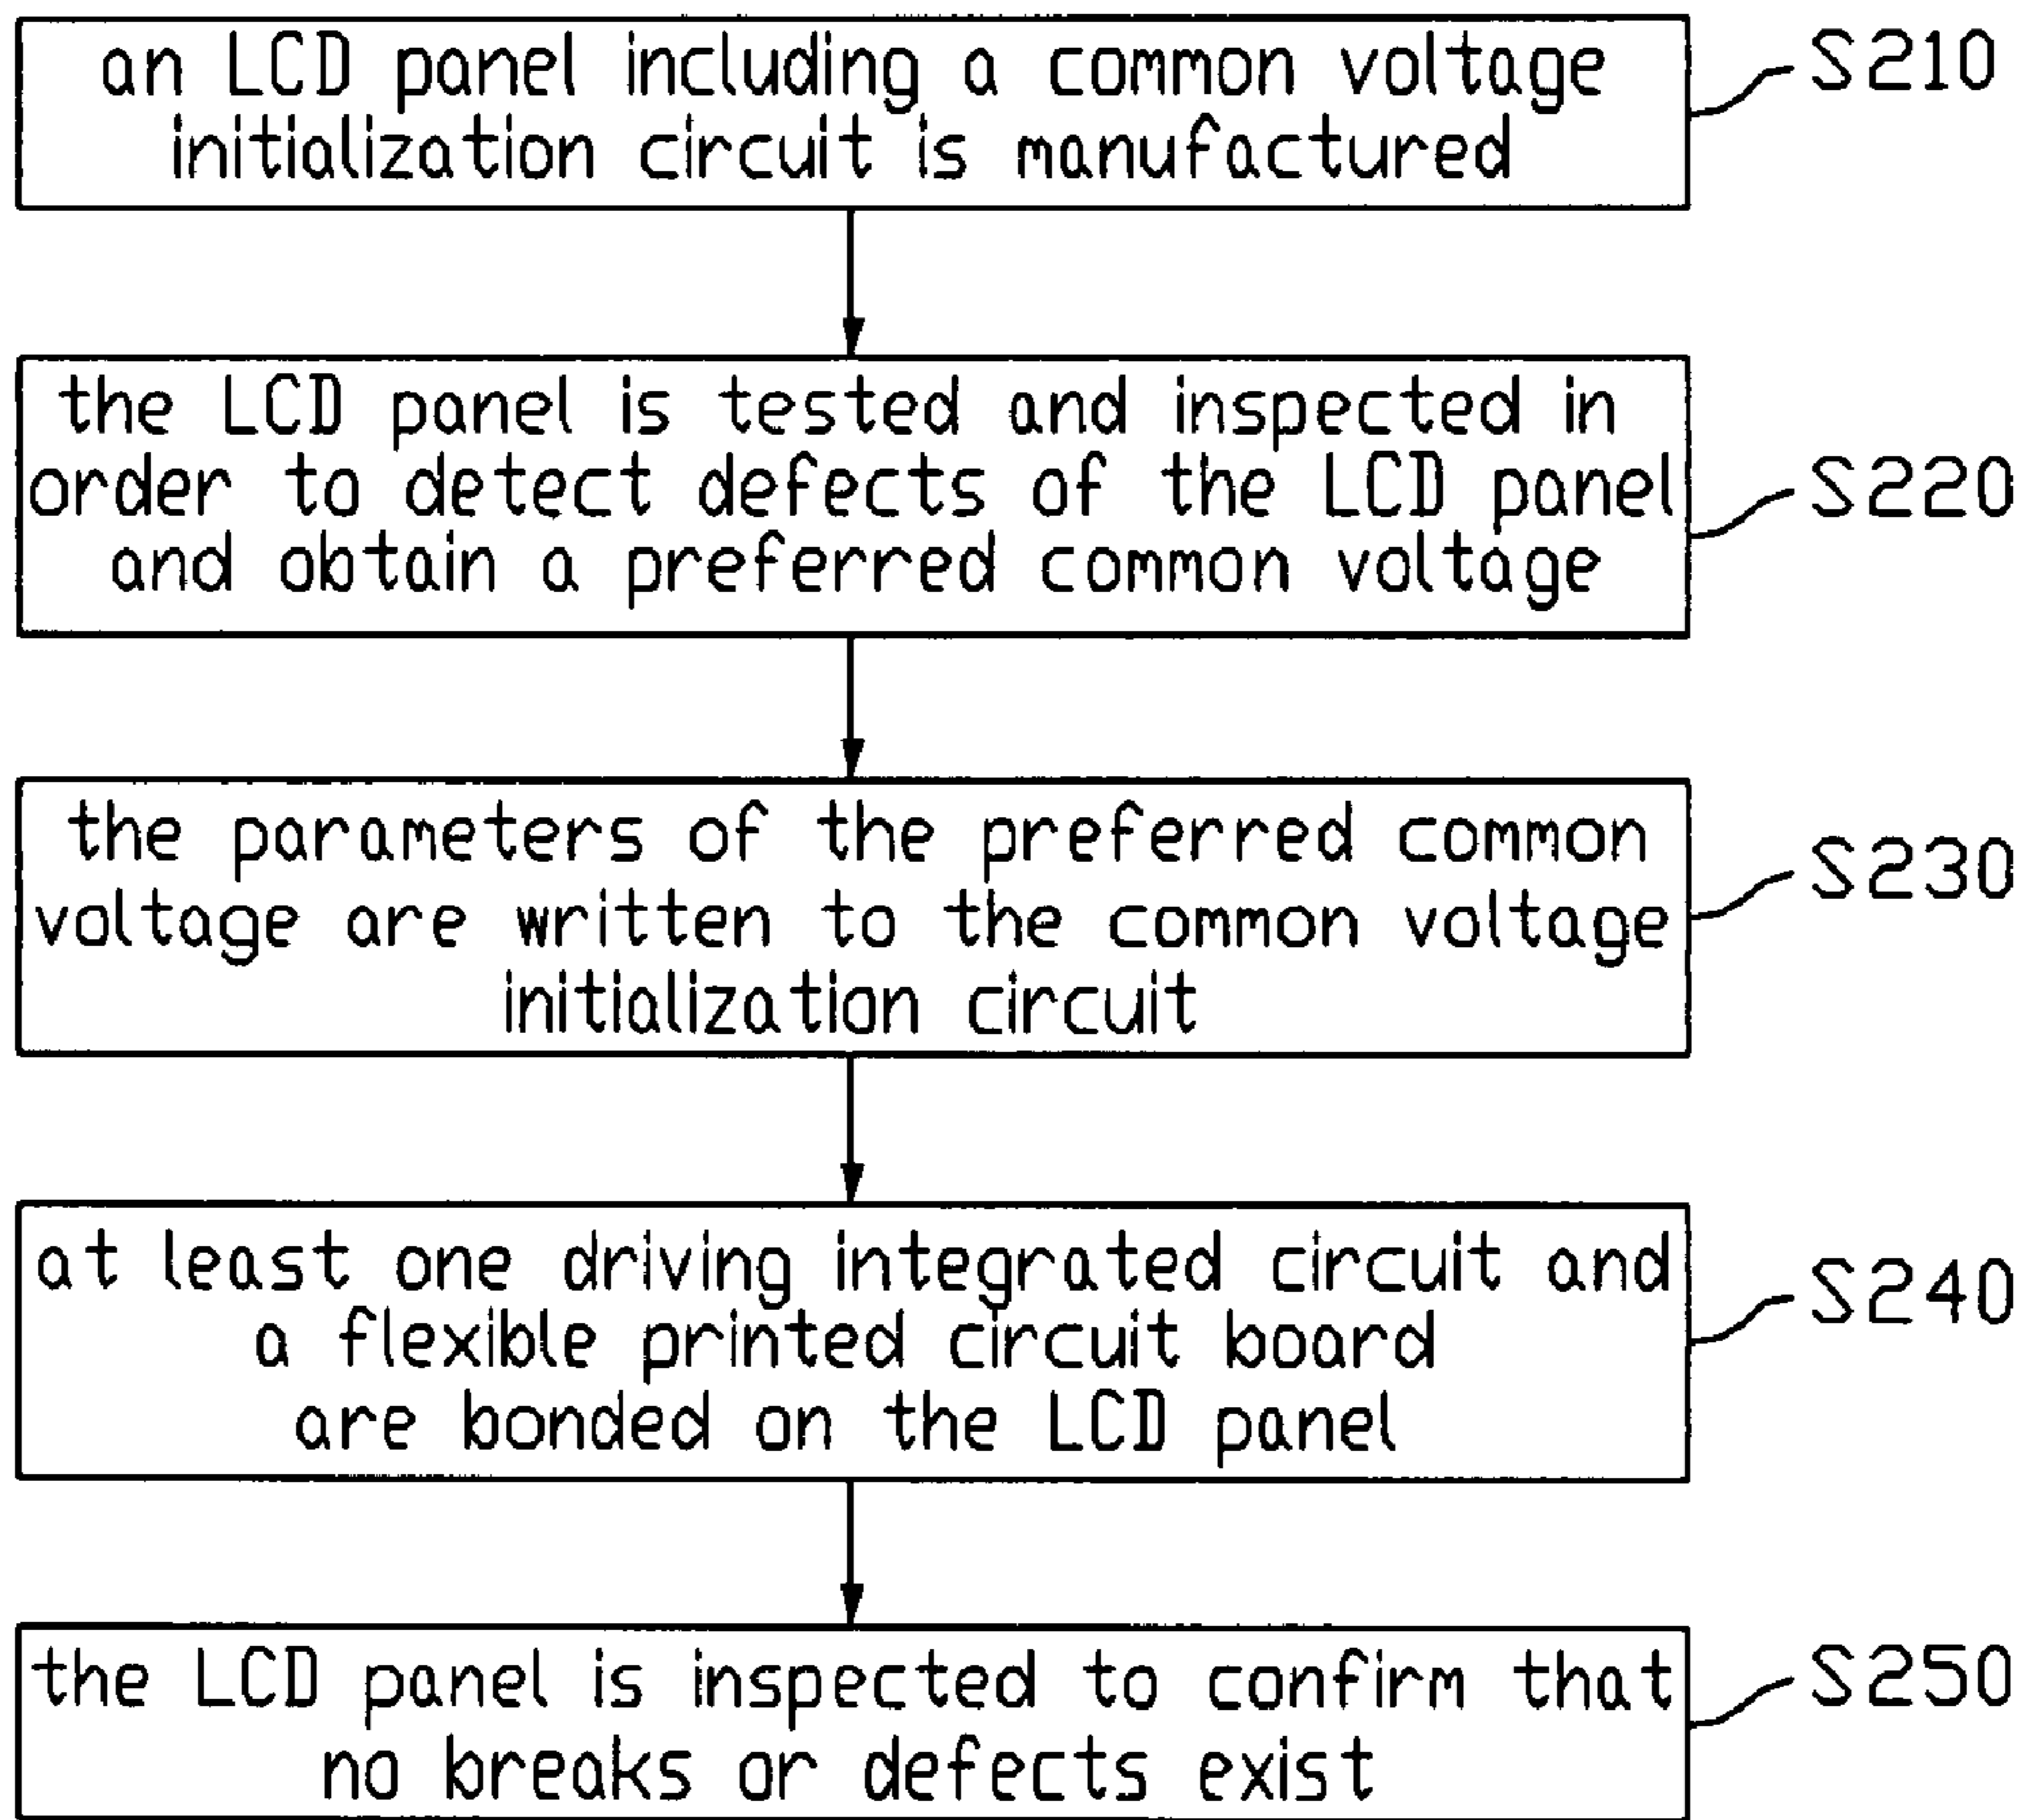 an LCD panel including a common voltage
initialization circuit is manufactured
S210
the LCD panel is tested and inspected in
order to detect defects of the LCD panel
and obtain a preferred common voltage
S220
the parameters of the preferred common
voltage are written to the common voltage
initialization circuit
S230
at least one driving integrated circuit and
a flexible printed circuit board
are bonded on the LCD panel
S240
the LCD panel is inspected to confirm that
no breaks or defects exist
S250